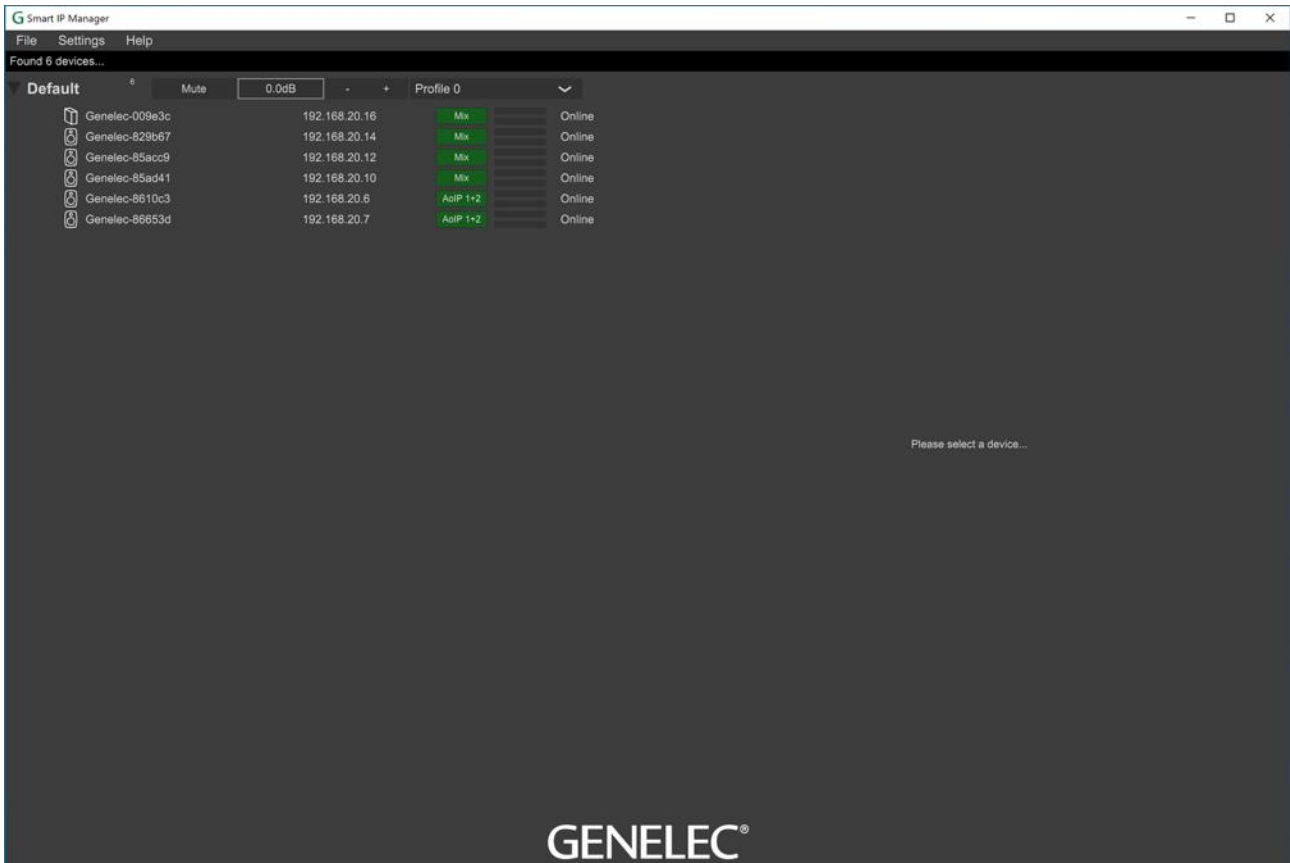 G Smart IP Manager
File Settings Help
Found 6 devices...
Default 6 Mute 0.0dB - + Profile 0
Genelec-009e3c 192.168.20.16 Mix Online
Genelec-829b67 192.168.20.14 Mix Online
Genelec-85acc9 192.168.20.12 Mix Online
Genelec-85ad41 192.168.20.10 Mix Online
Genelec-8610c3 192.168.20.6 AoIP 1+2 Online
Genelec-86653d 192.168.20.7 AoIP 1+2 Online
Please select a device...
GENELEC®